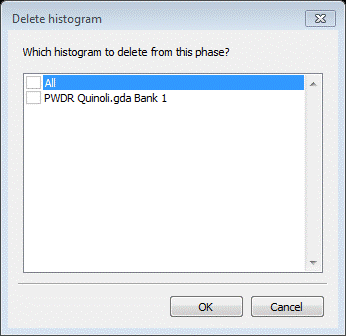 Delete histogram
Which histogram to delete from this phase?
All
PWDR Quinoli.gda Bank 1
OK
Cancel